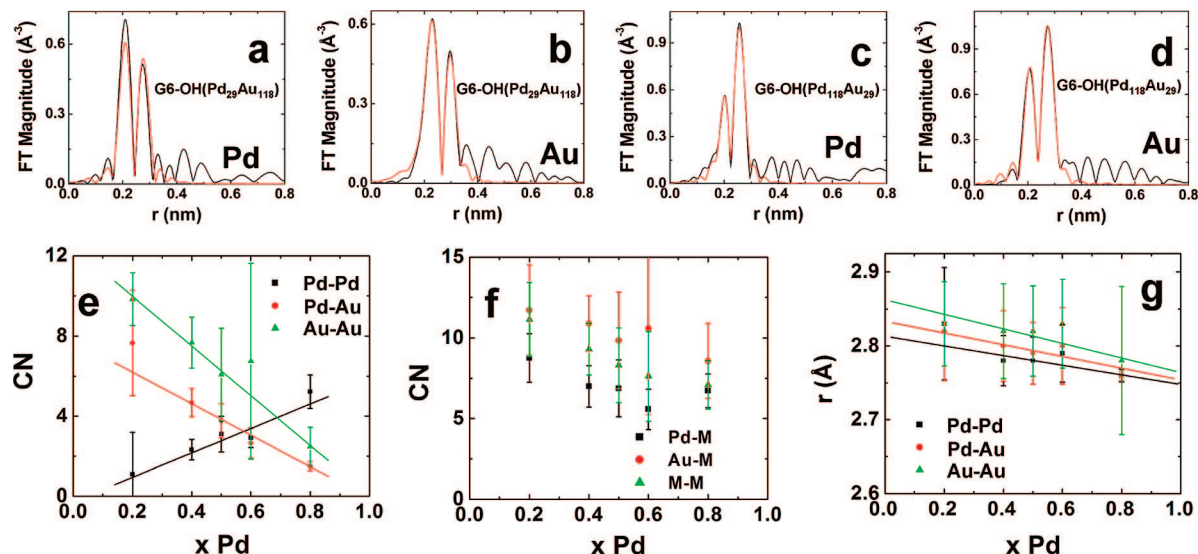 FT Magnitude (Å⁻³)
0.6
0.3
0.0
0.0 0.2 0.4 0.6 0.8
r (nm)
a
G6-OH(Pd₂₉Au₁₁₈)
Pd
FT Magnitude (Å⁻³)
0.6
0.3
0.0
0.0 0.2 0.4 0.6 0.8
r (nm)
b
G6-OH(Pd₂₉Au₁₁₈)
Au
FT Magnitude (Å⁻³)
0.9
0.6
0.3
0.0
0.0 0.2 0.4 0.6 0.8
r (nm)
c
G6-OH(Pd₁₁₈Au₂₉)
Pd
FT Magnitude (Å⁻³)
0.9
0.6
0.3
0.0
0.0 0.2 0.4 0.6 0.8
r (nm)
d
G6-OH(Pd₁₁₈Au₂₉)
Au
CN
12
8
4
0
0.0 0.2 0.4 0.6 0.8 1.0
x Pd
e
Pd-Pd
Pd-Au
Au-Au
CN
15
10
5
0
0.0 0.2 0.4 0.6 0.8 1.0
x Pd
f
Pd-M
Au-M
M-M
r (Å)
2.9
2.8
2.7
2.6
0.0 0.2 0.4 0.6 0.8 1.0
x Pd
g
Pd-Pd
Pd-Au
Au-Au